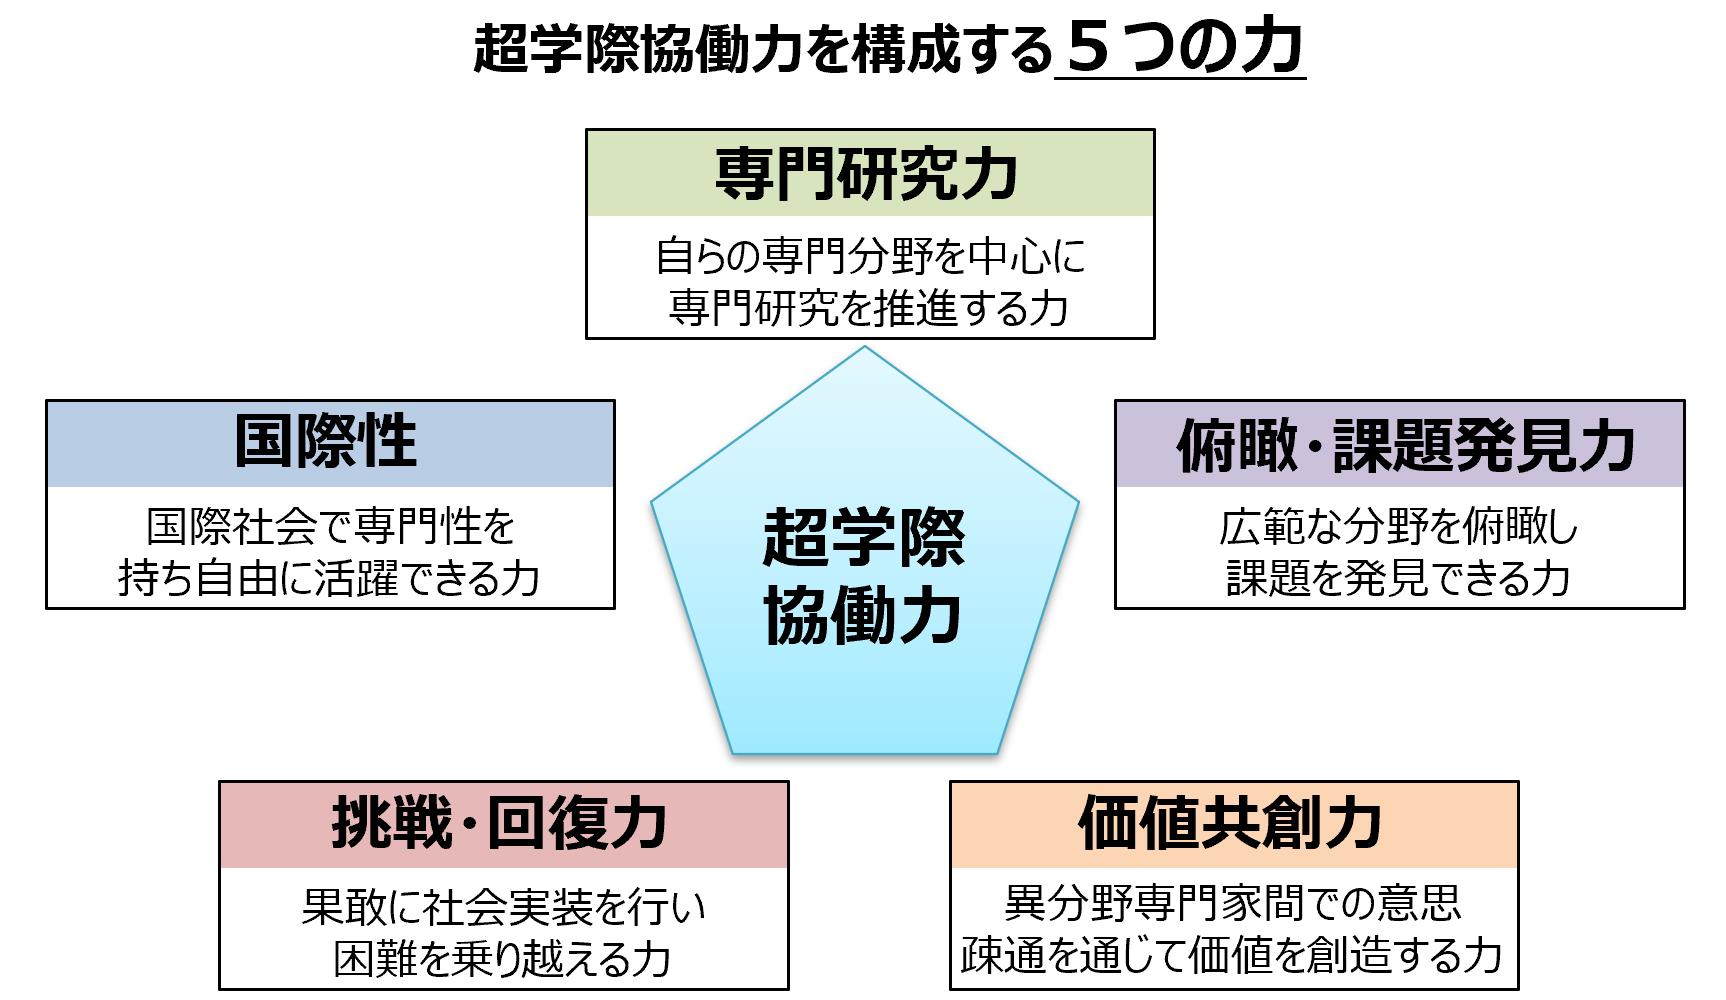 超学際協働力を構成する５つの力
専門研究力
自らの専門分野を中心に
専門研究を推進する力
国際性
国際社会で専門性を
持ち自由に活躍できる力
俯瞰・課題発見力
広範な分野を俯瞰し
課題を発見できる力
超学際
協働力
挑戦・回復力
果敢に社会実装を行い
困難を乗り越える力
価値共創力
異分野専門家間での意思
疎通を通じて価値を創造する力